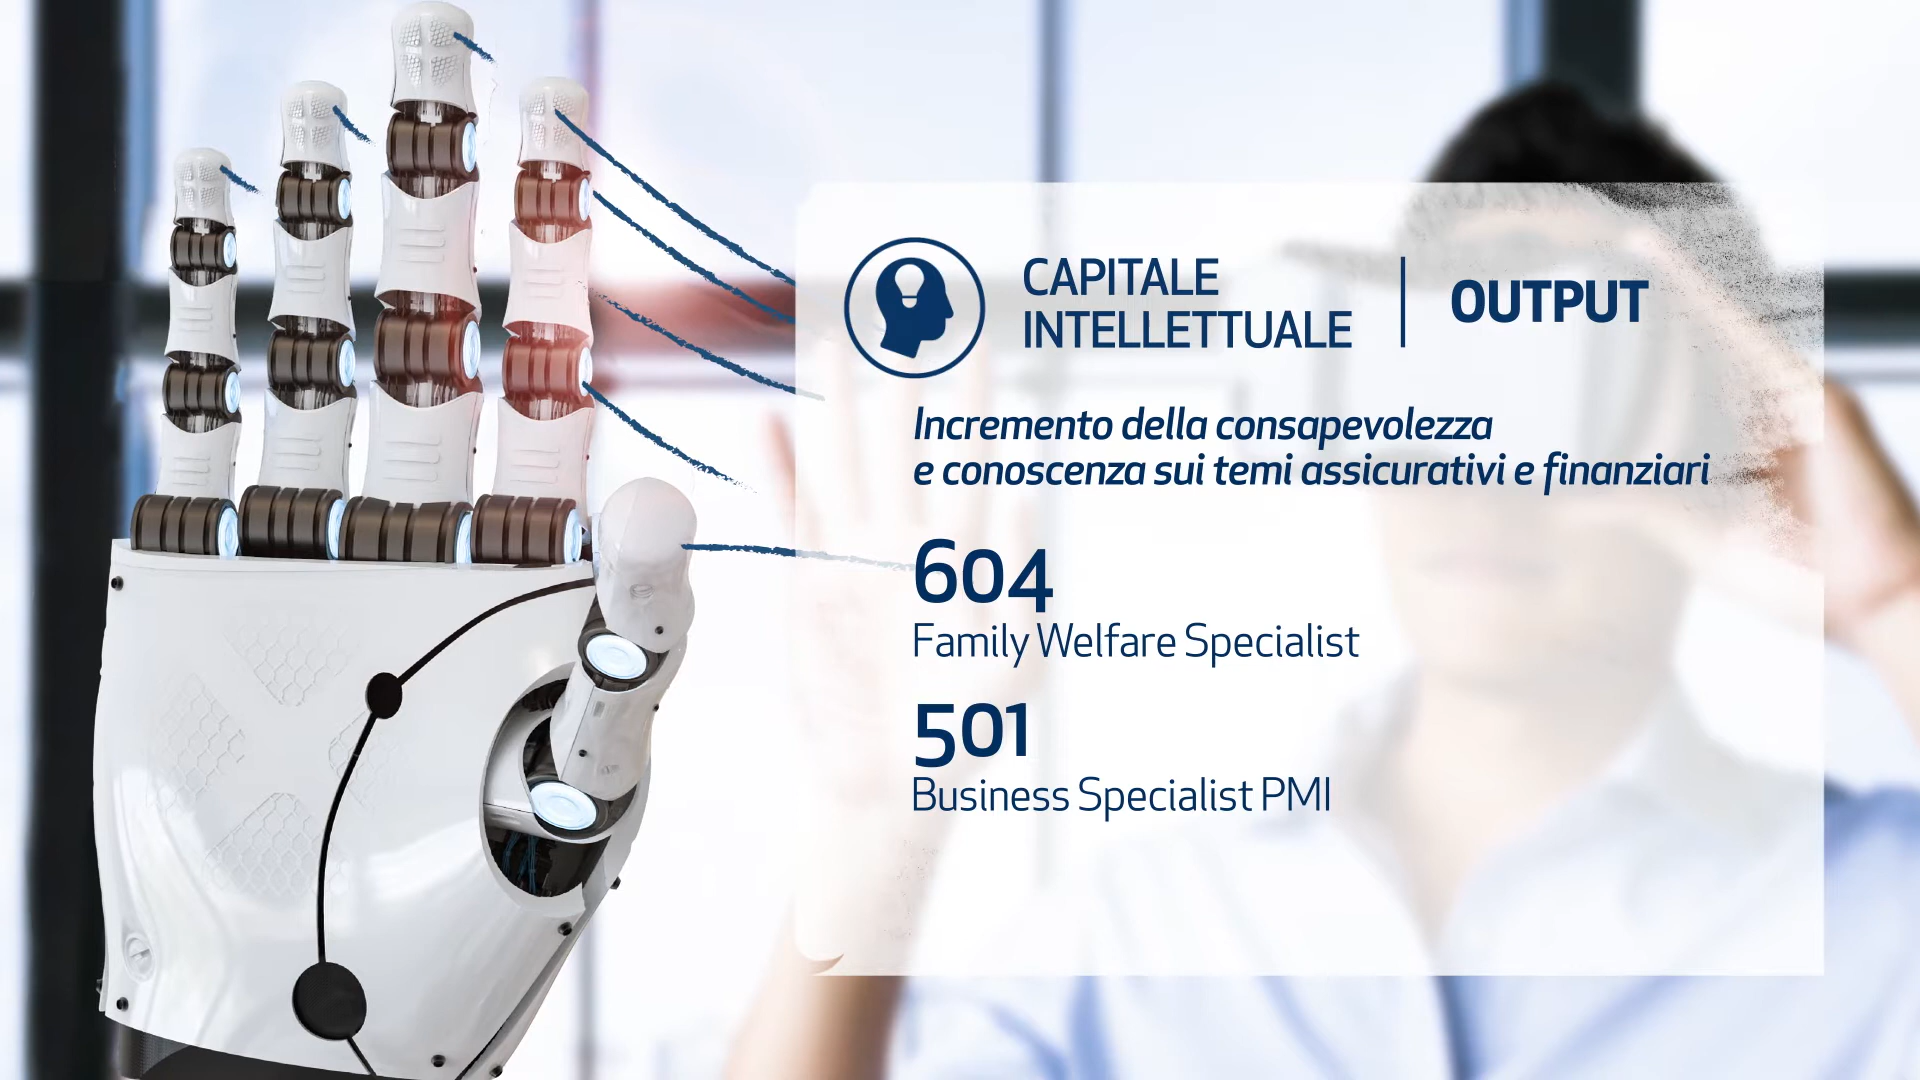 CAPITALE
INTELLETTUALE
OUTPUT
Incremento della consapevolezza
e conoscenza sui temi assicurativi e finanziari
604
Family Welfare Specialist
501
Business Specialist PMI